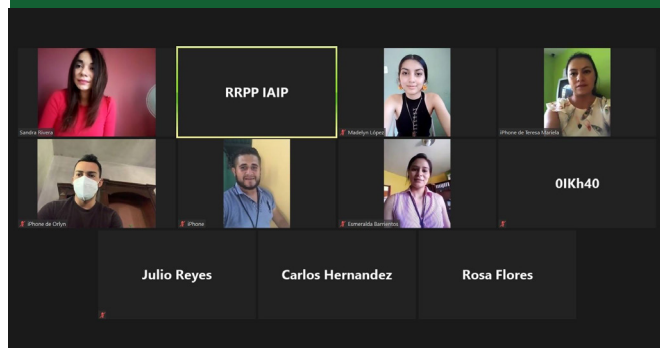 Sandra Rivera
RRPP IAIP
Madelyn López
iPhone de Teresa Mariela
iPhone de Orlyn
iPhone
Esmeralda Barrientos
0IKh40
Julio Reyes
Carlos Hernandez
Rosa Flores